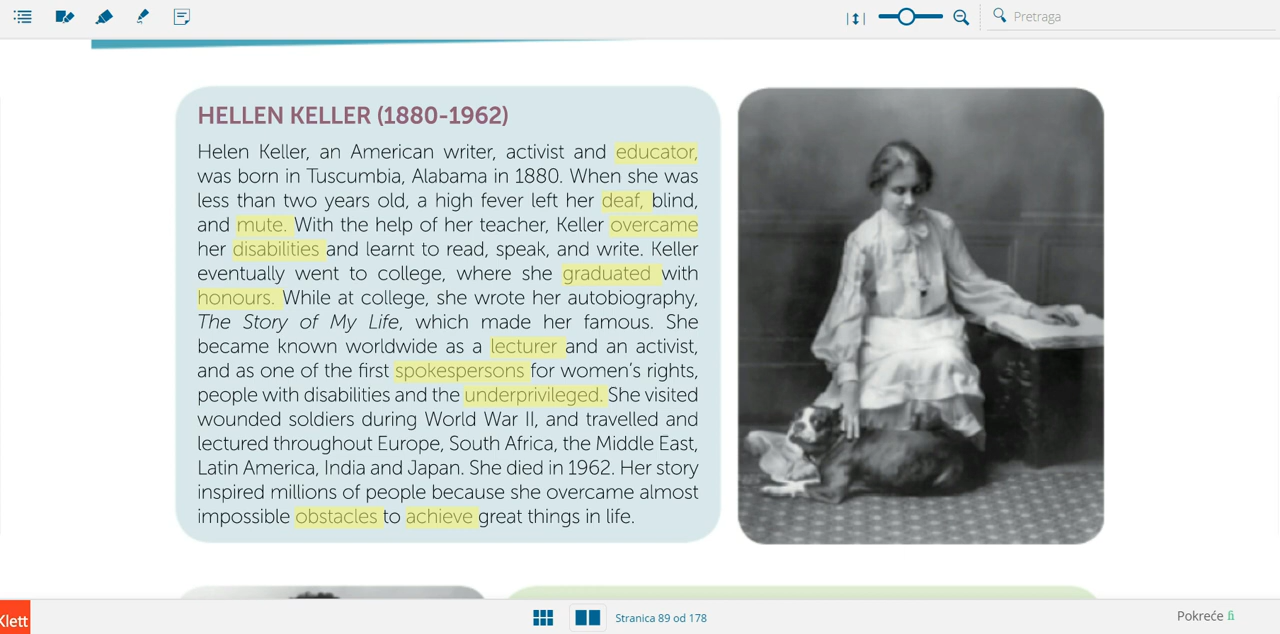 Pretraga
HELLEN KELLER (1880-1962)
Helen Keller, an American writer, activist and educator,
was born in Tuscumbia, Alabama in 1880. When she was
less than two years old, a high fever left her deaf, blind,
and mute. With the help of her teacher, Keller overcame
her disabilities and learnt to read, speak, and write. Keller
eventually went to college, where she graduated with
honours. While at college, she wrote her autobiography,
The Story of My Life, which made her famous. She
became known worldwide as a lecturer and an activist,
and as one of the first spokespersons for women's rights,
people with disabilities and the underprivileged. She visited
wounded soldiers during World War II, and travelled and
lectured throughout Europe, South Africa, the Middle East,
Latin America, India and Japan. She died in 1962. Her story
inspired millions of people because she overcame almost
impossible obstacles to achieve great things in life.
Klett
Stranica 89 od 178
Pokreće fi